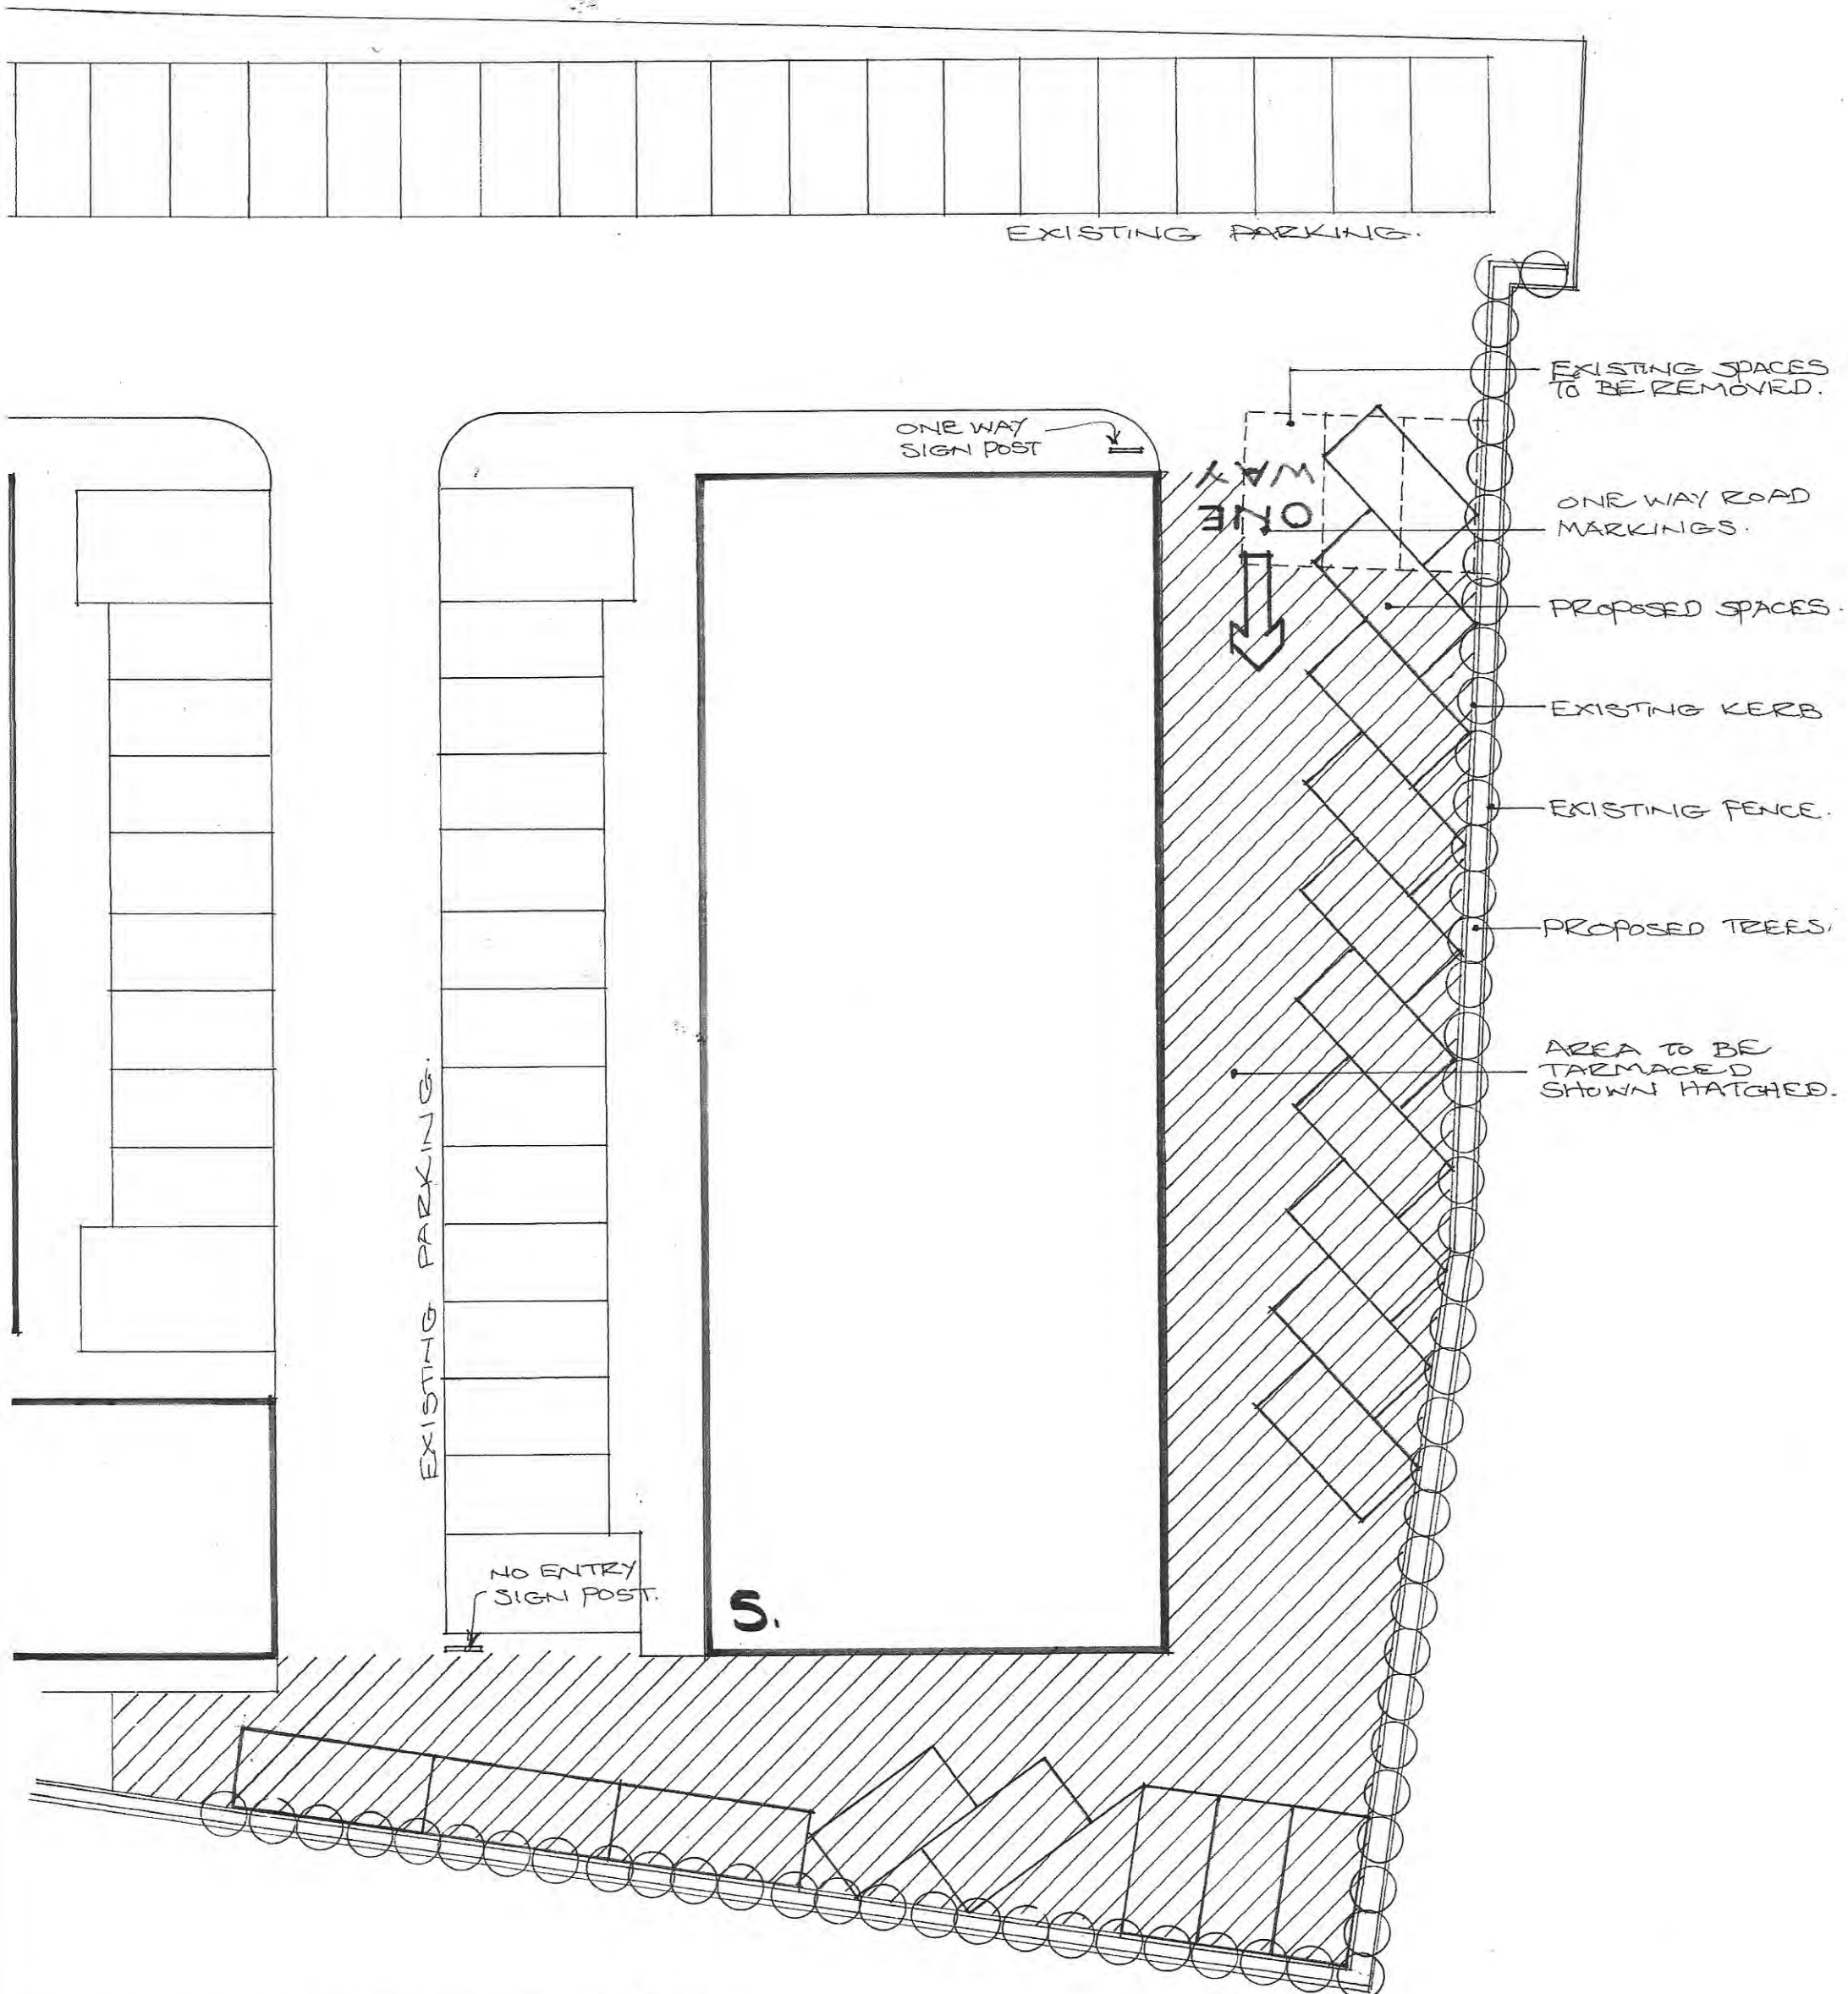 EXISTING PARKING.
EXISTING SPACES
TO BE REMOVED.
ONE WAY
SIGN POST
WAY
ONE
ONE WAY ROAD
MARKINGS.
PROPOSED SPACES.
EXISTING KERB
EXISTING FENCE.
PROPOSED TREES.
AREA TO BE
TARMACED
SHOWN HATCHED.
EXISTING PARKING.
NO ENTRY
SIGN POST.
5.